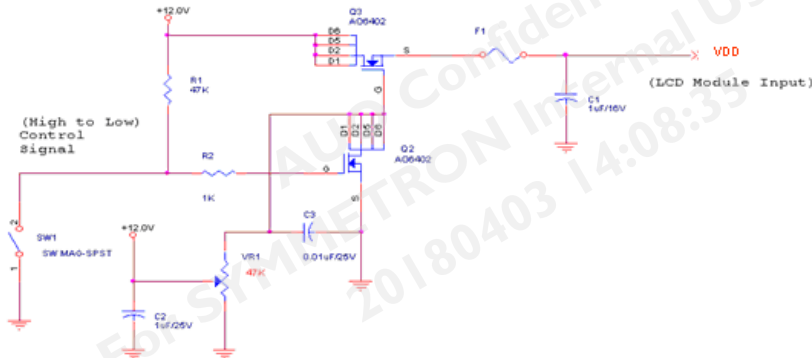 +12.0V
Q3
AO6402
D6
D5
D2
D1
S
G
F1
VDD
(LCD Module Input)
C1
1uF/16V
R1
47K
(High to Low)
Control
Signal
R2
1K
G
D1
D2
D5
D6
Q2
AO6402
S
2
SW1
SW MAG-SPST
1
+12.0V
C3
0.01uF/25V
VR1
47K
C2
1uF/25V
AUO Confidential
For SYMMETRON Internal Us
20180403 14:08:35